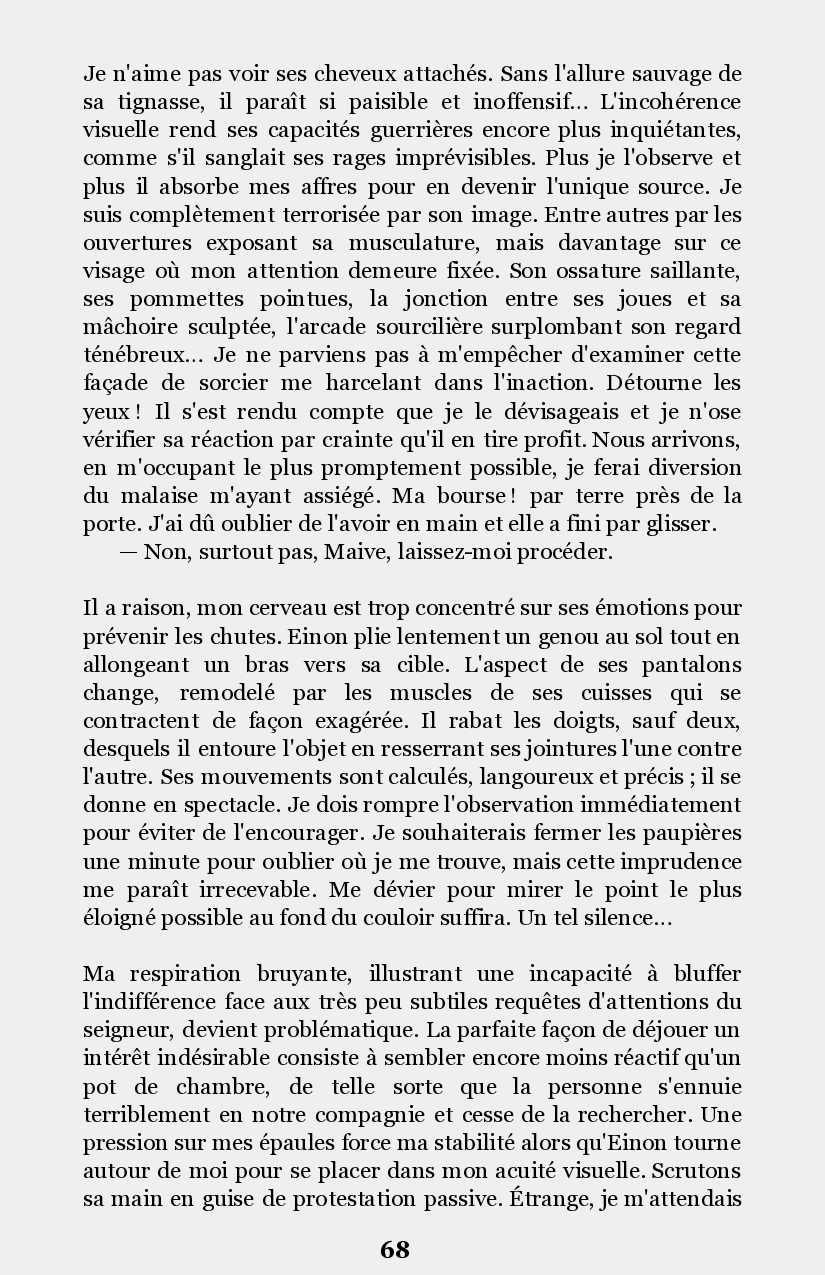 Je n'aime pas voir ses cheveux attachés. Sans l'allure sauvage de
sa tignasse, il paraît si paisible et inoffensif... L'incohérence
visuelle rend ses capacités guerrières encore plus inquiétantes,
comme s'il sanglait ses rages imprévisibles. Plus je l'observe et
plus il absorbe mes affres pour en devenir l'unique source. Je
suis complètement terrorisée par son image. Entre autres par les
ouvertures exposant sa musculature, mais davantage sur ce
visage où mon attention demeure fixée. Son ossature saillante,
ses pommettes pointues, la jonction entre ses joues et sa
mâchoire sculptée, l'arcade sourcilière surplombant son regard
ténébreux... Je ne parviens pas à m'empêcher d'examiner cette
façade de sorcier me harcelant dans l'inaction. Détourne les
yeux ! Il s'est rendu compte que je le dévisageais et je n'ose
vérifier sa réaction par crainte qu'il en tire profit. Nous arrivons,
en m'occupant le plus promptement possible, je ferai diversion
du malaise m'ayant assiégé. Ma bourse ! par terre près de la
porte. J'ai dû oublier de l'avoir en main et elle a fini par glisser.
— Non, surtout pas, Maive, laissez-moi procéder.
Il a raison, mon cerveau est trop concentré sur ses émotions pour
prévenir les chutes. Einon plie lentement un genou au sol tout en
allongeant un bras vers sa cible. L'aspect de ses pantalons
change, remodelé par les muscles de ses cuisses qui se
contractent de façon exagérée. Il rabat les doigts, sauf deux,
desquels il entoure l'objet en resserrant ses jointures l'une contre
l'autre. Ses mouvements sont calculés, langoureux et précis ; il se
donne en spectacle. Je dois rompre l'observation immédiatement
pour éviter de l'encourager. Je souhaiterais fermer les paupières
une minute pour oublier où je me trouve, mais cette imprudence
me paraît irrecevable. Me dévier pour mirer le point le plus
éloigné possible au fond du couloir suffira. Un tel silence...
Ma respiration bruyante, illustrant une incapacité à bluffer
l'indifférence face aux très peu subtiles requêtes d'attentions du
seigneur, devient problématique. La parfaite façon de déjouer un
intérêt indésirable consiste à sembler encore moins réactif qu'un
pot de chambre, de telle sorte que la personne s'ennuie
terriblement en notre compagnie et cesse de la rechercher. Une
pression sur mes épaules force ma stabilité alors qu'Einon tourne
autour de moi pour se placer dans mon acuité visuelle. Scrutons
sa main en guise de protestation passive. Étrange, je m'attendais
68